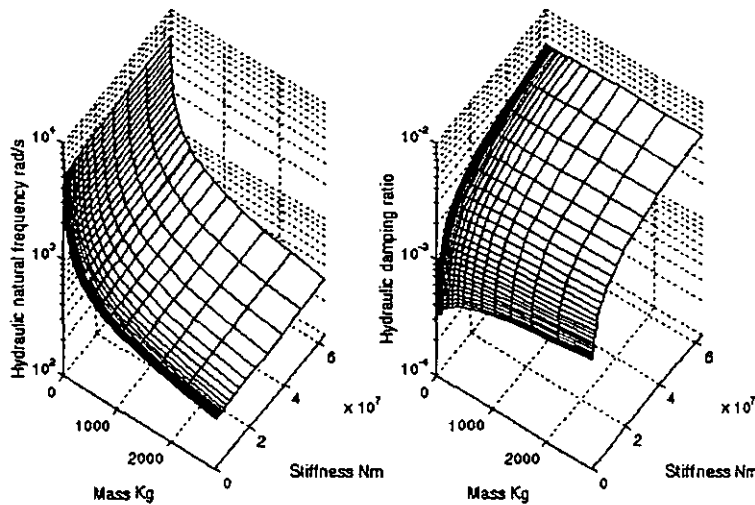 Hydraulic natural frequency rad/s
10⁴
10³
10²
0
1000
2000
Mass Kg
0
2
4
6
x 10⁷
Stiffness Nm
Hydraulic damping ratio
10⁻²
10⁻³
10⁻⁴
0
1000
2000
Mass Kg
0
2
4
6
x 10⁷
Stiffness Nm